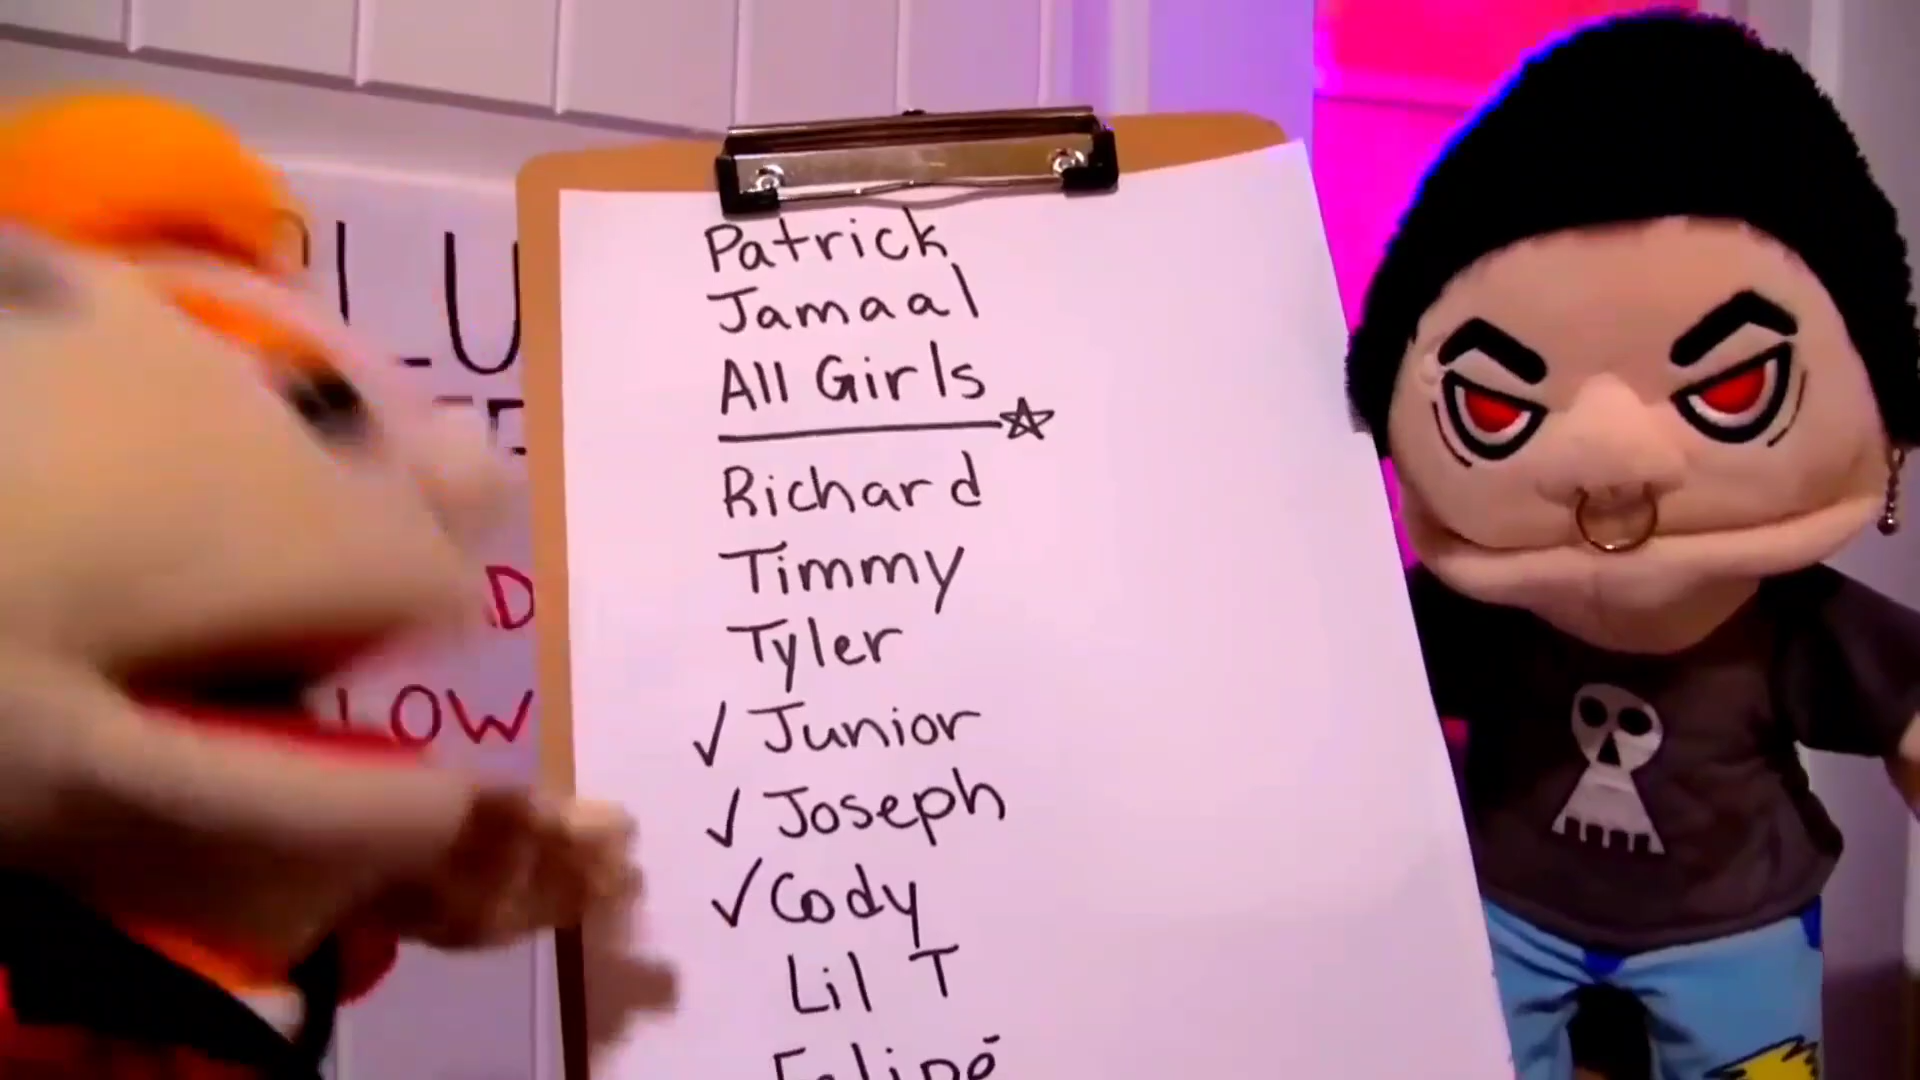 Patrick
Jamaal
All Girls
Richard
Timmy
Tyler
✓ Junior
✓ Joseph
✓ Cody
Lil T